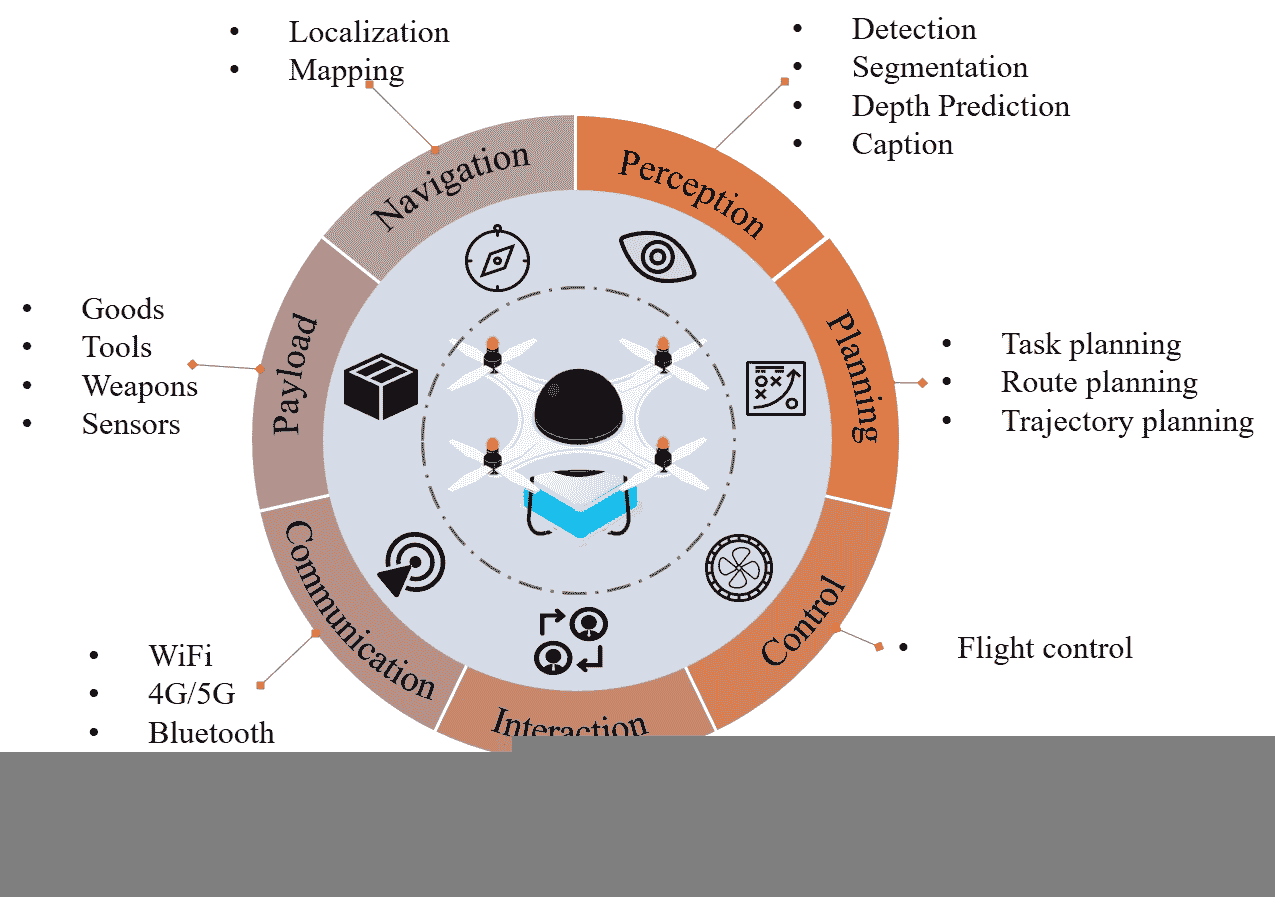 • Localization
• Mapping
• Detection
• Segmentation
• Depth Prediction
• Caption
Navigation
Perception
• Goods
• Tools
• Weapons
• Sensors
Payload
Planning
• Task planning
• Route planning
• Trajectory planning
Communication
Control
• Flight control
• WiFi
• 4G/5G
• Bluetooth
Interaction